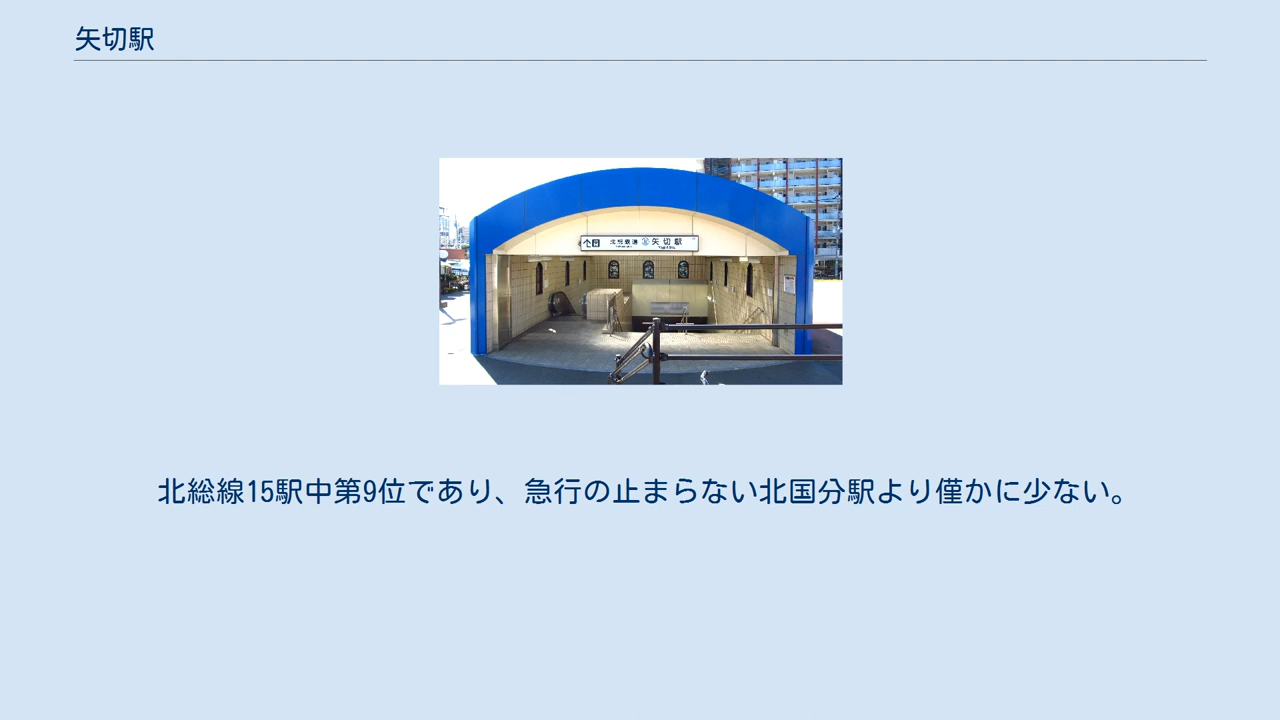 矢切駅
北総鉄道 矢切駅
北総線15駅中第9位であり、急行の止まらない北国分駅より僅かに少ない。